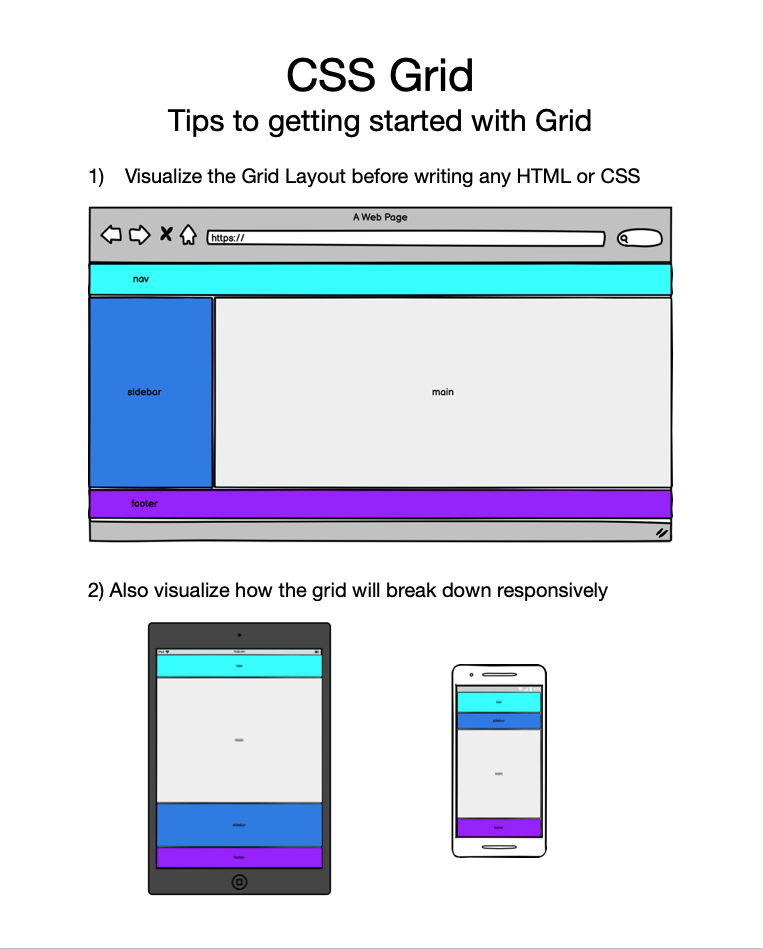 CSS Grid
Tips to getting started with Grid
1) Visualize the Grid Layout before writing any HTML or CSS
A Web Page
https://
nav
sidebar
main
footer
2) Also visualize how the grid will break down responsively
nav
main
sidebar
footer
nav
sidebar
main
footer